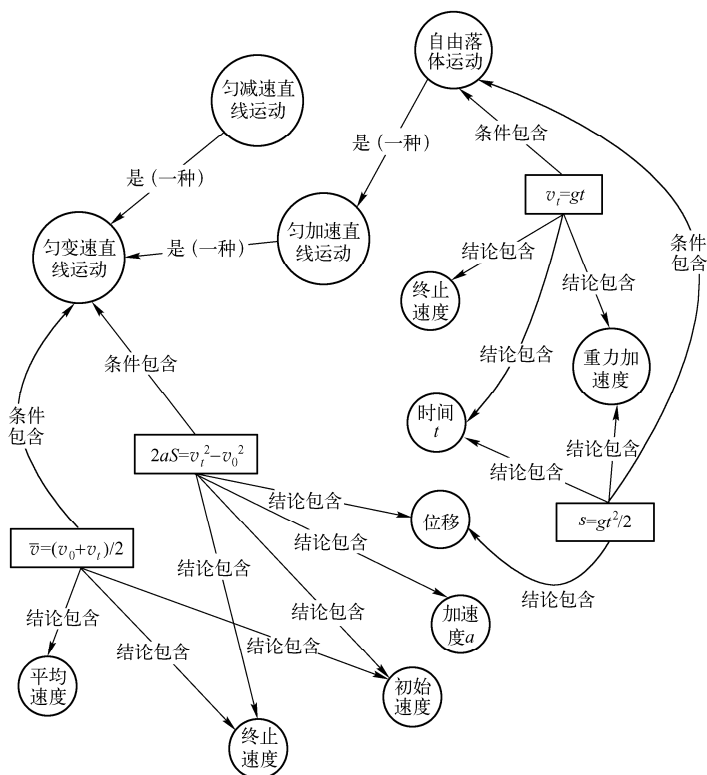 自由落
体运动
匀减速直
线运动
条件包含
是（一种）
是（一种）
v_t=gt
匀变速直
线运动
是（一种）
匀加速直
线运动
结论包含
条件
包含
终止
速度
结论包含
结论包含
重力加
速度
条件包含
条件
包含
时间
t
2aS=v_t²−v_0²
结论包含
结论包含
结论包含
位移
s=gt²/2
v̄=(v_0+v_t)/2
结论包含
结论包含
结论包含
结论包含
结论包含
加速
度a
结论包含
结论包含
平均
速度
初始
速度
终止
速度